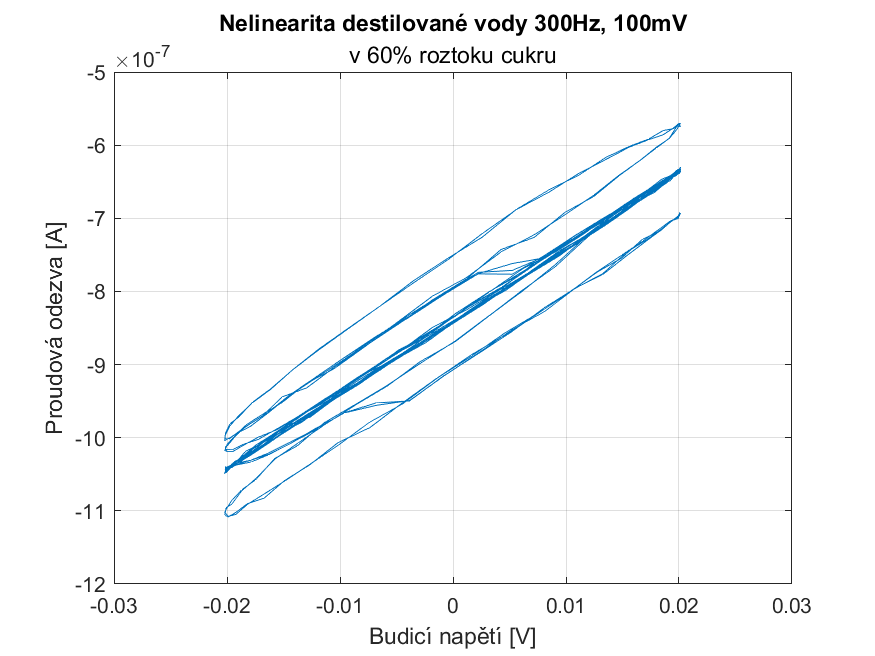 Nelinearita destilované vody 300Hz, 100mV
v 60% roztoku cukru
×10-7
-5
-6
-7
-8
-9
-10
-11
-12
-0.03 -0.02 -0.01 0 0.01 0.02 0.03
Proudová odezva [A]
Budicí napětí [V]